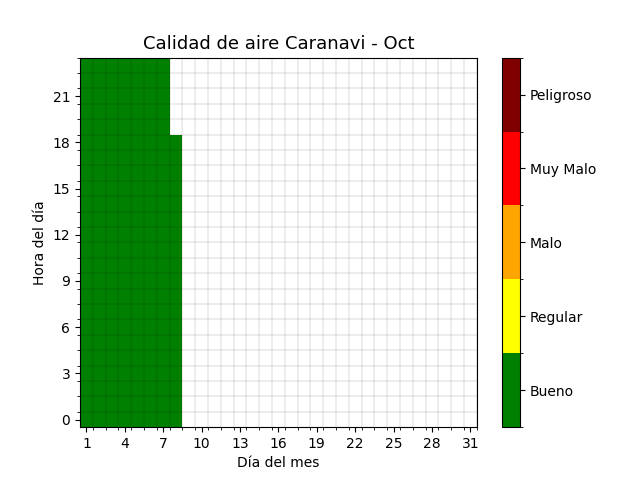 Calidad de aire Caranavi - Oct
Hora del día
21
18
15
12
9
6
3
0
1 4 7 10 13 16 19 22 25 28 31
Día del mes
Peligroso
Muy Malo
Malo
Regular
Bueno